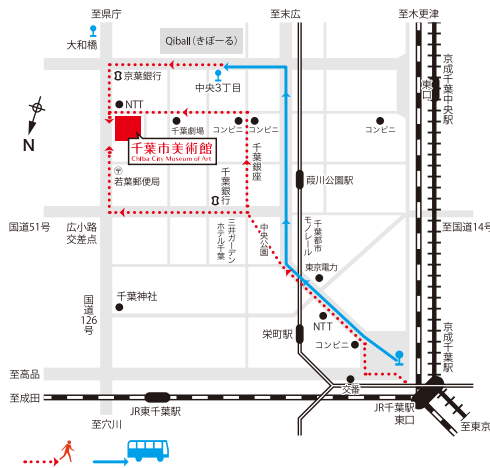 至県庁
至末広
至木更津
大和橋
Qiball（きぼーる）
京葉銀行
中央3丁目
東口
京成千葉中央駅
NTT
千葉劇場
コンビニ
コンビニ
コンビニ
千葉市美術館
Chiba City Museum of Art
N
千葉銀座
若葉郵便局
千葉銀行
葭川公園駅
国道51号
広小路
交差点
三井ガーデン
ホテル千葉
中央公園
千葉都市
モノレール
至国道14号
東京電力
国道126号
千葉神社
NTT
栄町駅
コンビニ
京成千葉駅
至高品
交番
至成田
JR東千葉駅
JR千葉駅
東口
至穴川
至東京